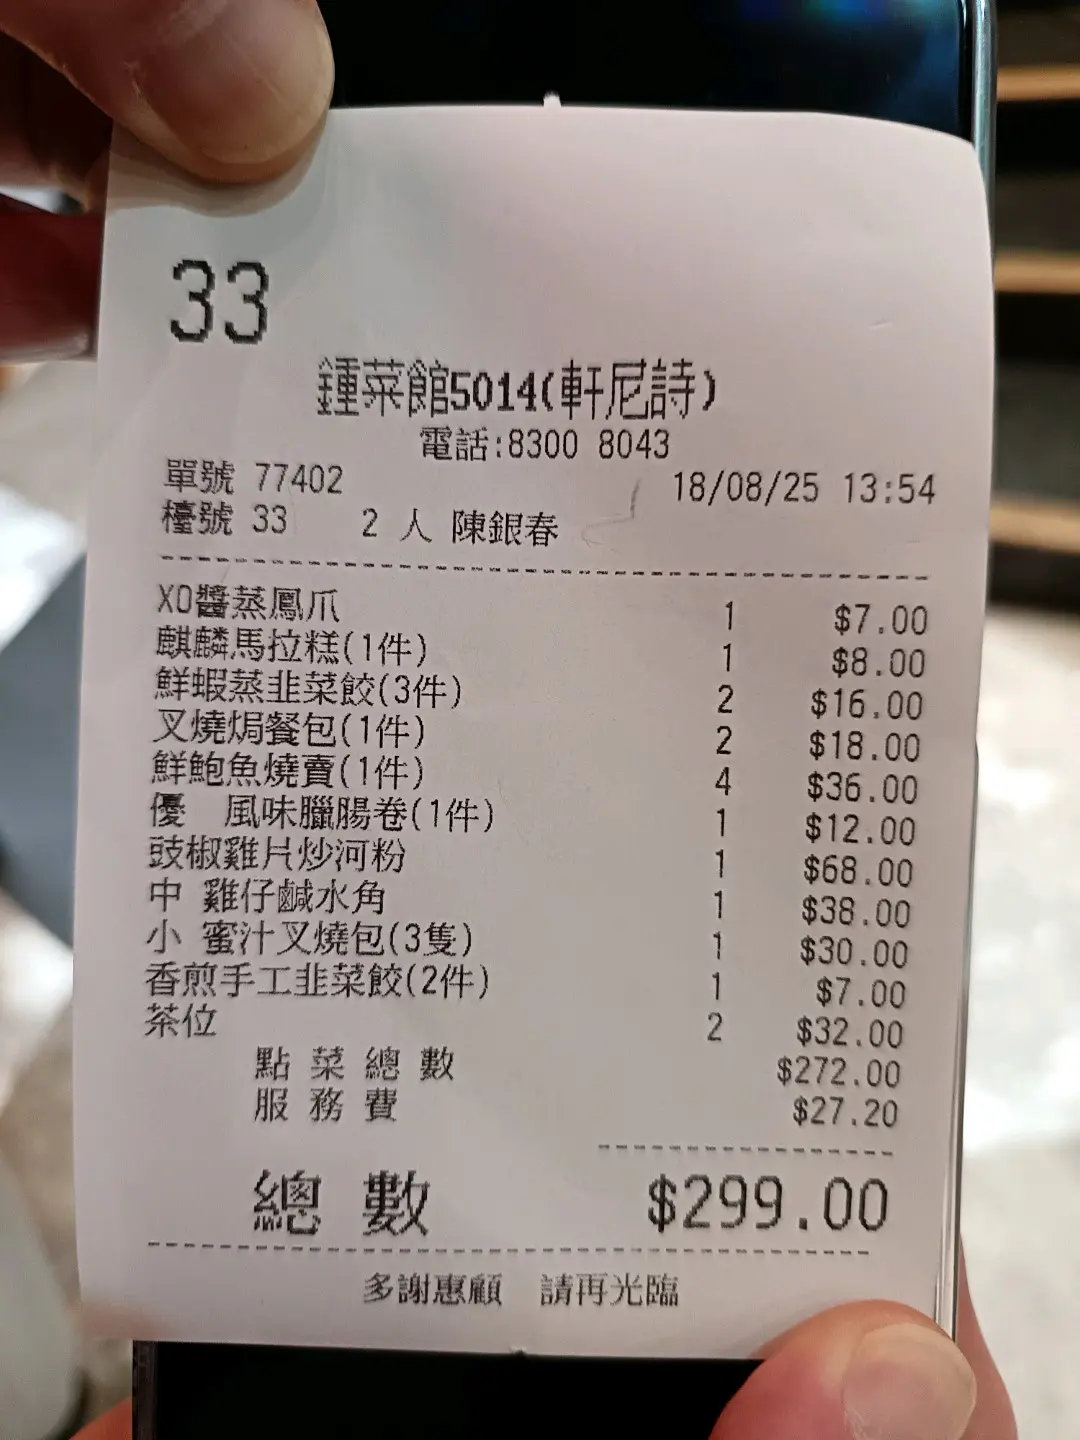 33
鍾菜館5014(軒尼詩)
電話:8300 8043
單號 77402 18/08/25 13:54
檯號 33 2 人 陳銀春
XO醬蒸鳳爪 1 $7.00
麒麟馬拉糕(1件) 1 $8.00
鮮蝦蒸韭菜餃(3件) 2 $16.00
叉燒焗餐包(1件) 2 $18.00
鮮鮑魚燒賣(1件) 4 $36.00
優 風味臘腸卷(1件) 1 $12.00
豉椒雞片炒河粉 1 $68.00
中 雞仔鹹水角 1 $38.00
小 蜜汁叉燒包(3隻) 1 $30.00
香煎手工韭菜餃(2件) 1 $7.00
茶位 2 $32.00
點菜總數 $272.00
服務費 $27.20
總數 $299.00
多謝惠顧 請再光臨